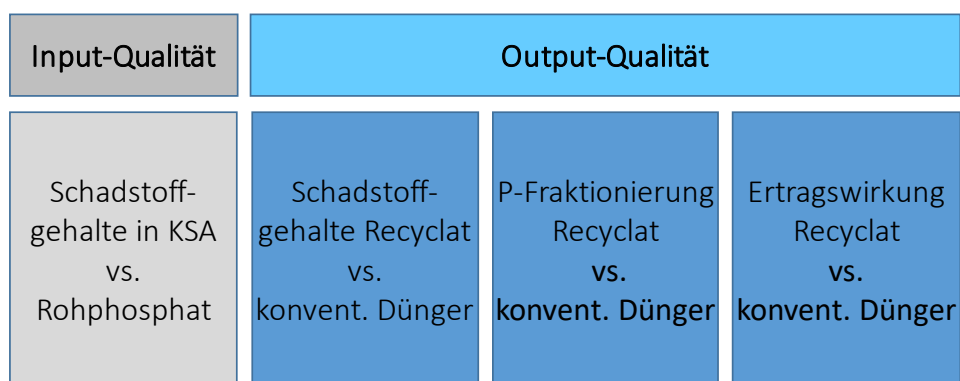 Input-Qualität
Output-Qualität
Schadstoff-
gehalte in KSA
vs.
Rohphosphat
Schadstoff-
gehalte Recyclat
vs.
konvent. Dünger
P-Fraktionierung
Recyclat
vs.
konvent. Dünger
Ertragswirkung
Recyclat
vs.
konvent. Dünger